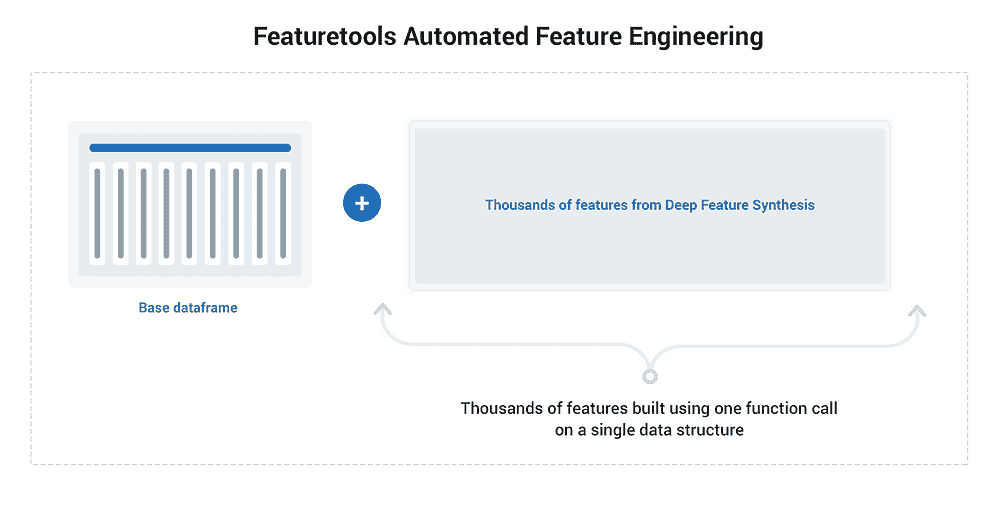 Featuretools Automated Feature Engineering
Thousands of features from Deep Feature Synthesis
Base dataframe
Thousands of features built using one function call
on a single data structure